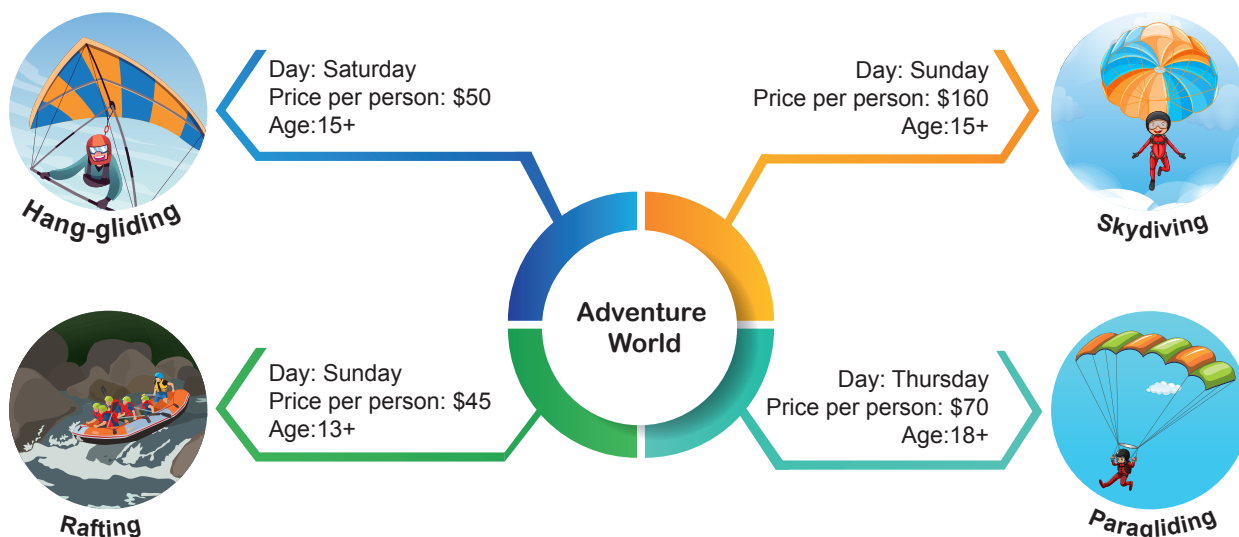 Day: Saturday
Price per person: $50
Age:15+
Hang-gliding
Day: Sunday
Price per person: $160
Age:15+
Skydiving
Adventure
World
Day: Sunday
Price per person: $45
Age:13+
Rafting
Day: Thursday
Price per person: $70
Age:18+
Paragliding